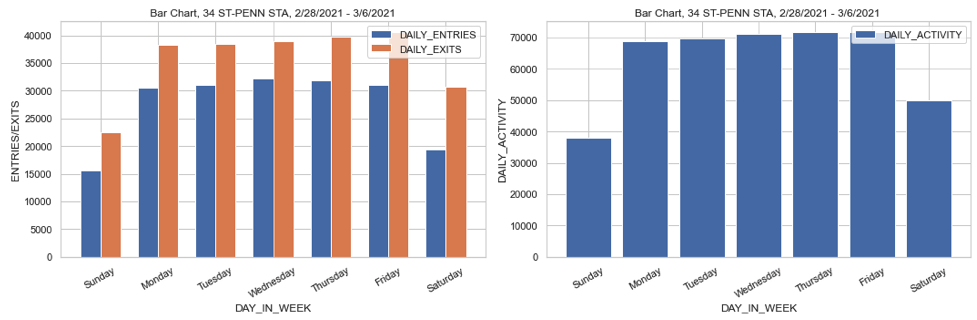 Bar Chart, 34 ST-PENN STA, 2/28/2021 - 3/6/2021
DAILY_ENTRIES
DAILY_EXITS
ENTRIES/EXITS
40000
35000
30000
25000
20000
15000
10000
5000
0
Sunday
Monday
Tuesday
Wednesday
Thursday
Friday
Saturday
DAY_IN_WEEK
Bar Chart, 34 ST-PENN STA, 2/28/2021 - 3/6/2021
DAILY_ACTIVITY
DAILY_ACTIVITY
70000
60000
50000
40000
30000
20000
10000
0
Sunday
Monday
Tuesday
Wednesday
Thursday
Friday
Saturday
DAY_IN_WEEK